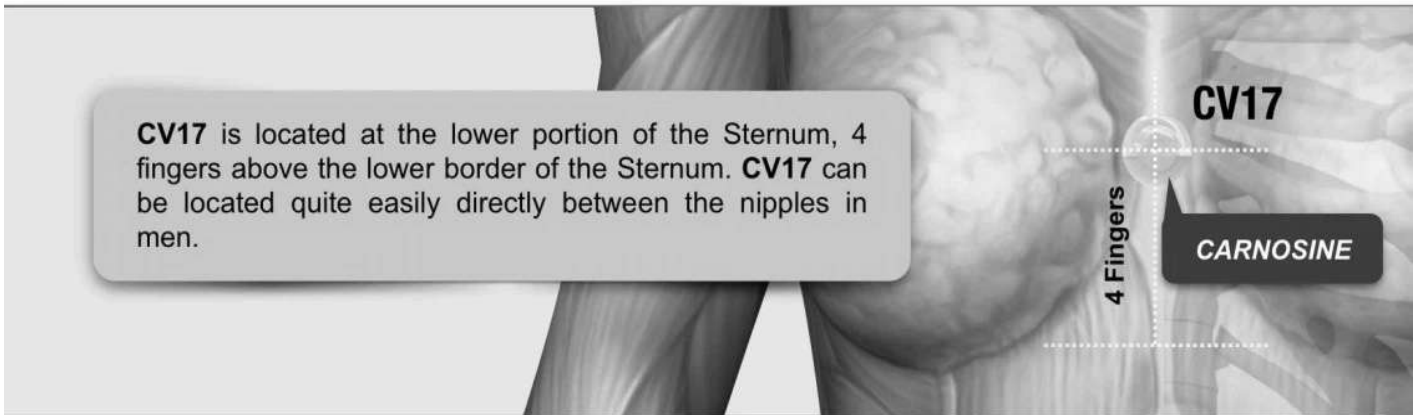 CV17 is located at the lower portion of the Sternum, 4
fingers above the lower border of the Sternum. CV17 can
be located quite easily directly between the nipples in
men.
CV17
4 Fingers
CARNOSINE